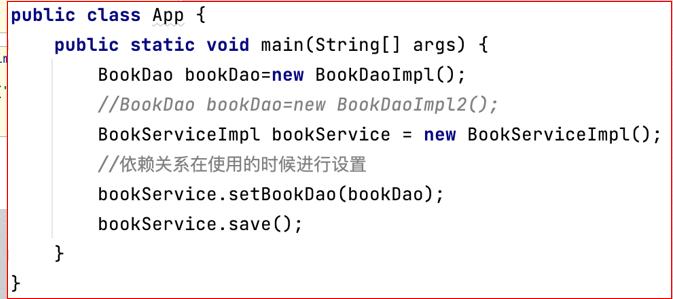 public class App {
public static void main(String[] args) {
BookDao bookDao=new BookDaoImpl();
//BookDao bookDao=new BookDaoImpl2();
BookServiceImpl bookService = new BookServiceImpl();
//依赖关系在使用的时候进行设置
bookService.setBookDao(bookDao);
bookService.save();
}
}